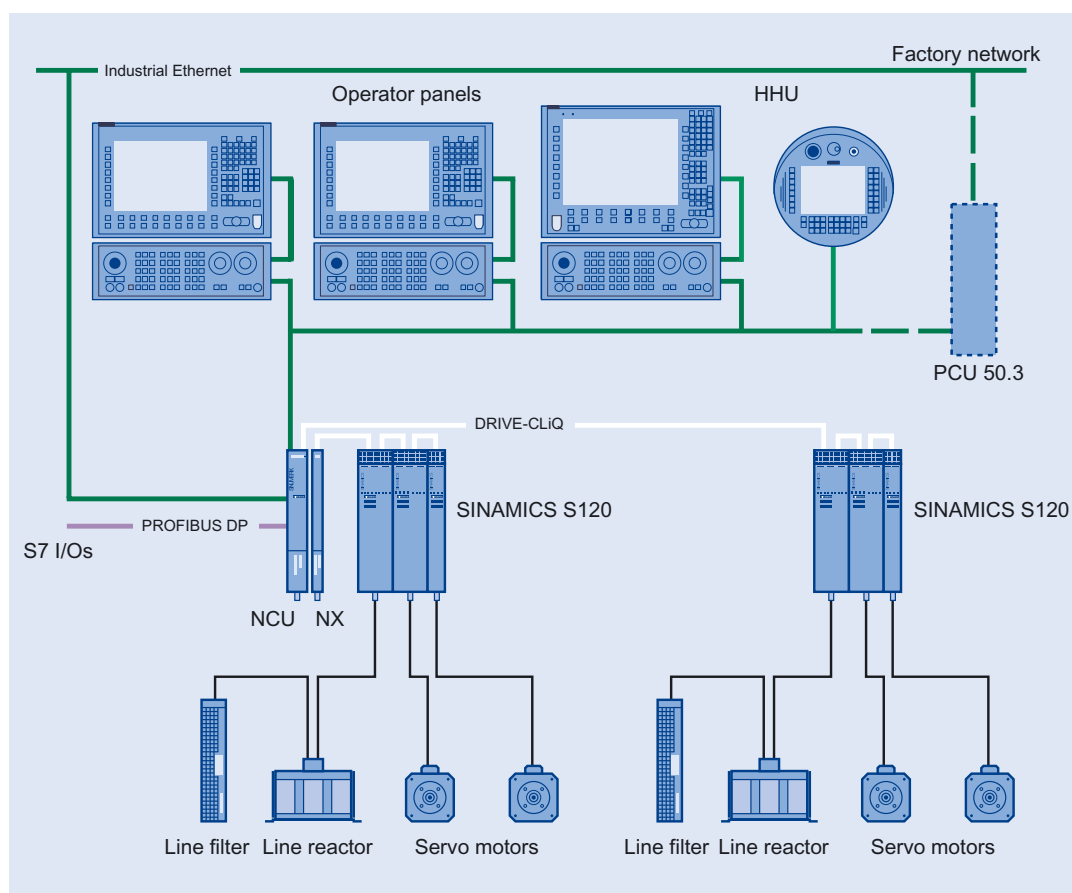 Factory network
Industrial Ethernet
Operator panels
HHU
PCU 50.3
DRIVE-CLiQ
SINAMICS S120
SINAMICS S120
PROFIBUS DP
S7 I/Os
NCU
NX
Line filter
Line reactor
Servo motors
Line filter
Line reactor
Servo motors